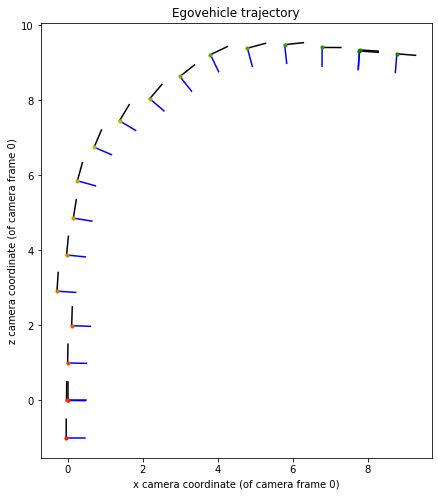 Egovehicle trajectory
z camera coordinate (of camera frame 0)
10
8
6
4
2
0
0 2 4 6 8
x camera coordinate (of camera frame 0)